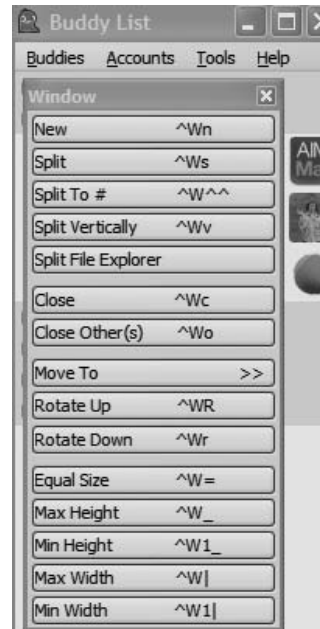 Buddy List
Buddies Accounts Tools Help
Window
New ^Wn
Split ^Ws
Split To # ^W^^
Split Vertically ^Wv
Split File Explorer
Close ^Wc
Close Other(s) ^Wo
Move To >>
Rotate Up ^WR
Rotate Down ^Wr
Equal Size ^W=
Max Height ^W_
Min Height ^W1_
Max Width ^W|
Min Width ^W1|